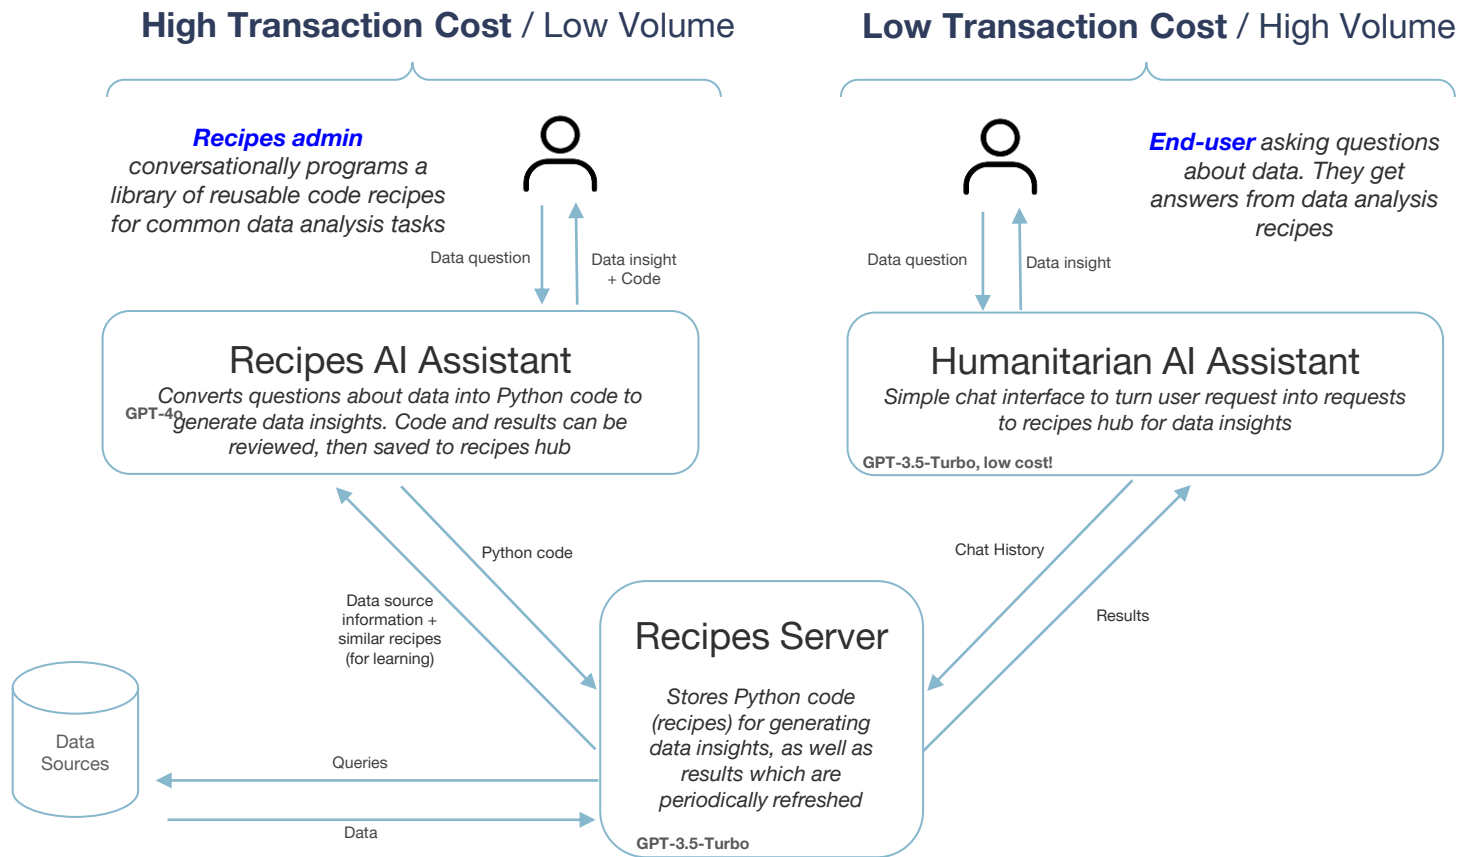 High Transaction Cost / Low Volume
Low Transaction Cost / High Volume
Recipes admin
conversationally programs a
library of reusable code recipes
for common data analysis tasks
End-user asking questions
about data. They get
answers from data analysis
recipes
Data question
Data insight
+ Code
Data question
Data insight
Recipes AI Assistant
Converts questions about data into Python code to
GPT-4o
generate data insights. Code and results can be
reviewed, then saved to recipes hub
Humanitarian AI Assistant
Simple chat interface to turn user request into requests
to recipes hub for data insights
GPT-3.5-Turbo, low cost!
Python code
Chat History
Data source
information +
similar recipes
(for learning)
Results
Recipes Server
Stores Python code
(recipes) for generating
data insights, as well as
results which are
periodically refreshed
GPT-3.5-Turbo
Data
Sources
Queries
Data